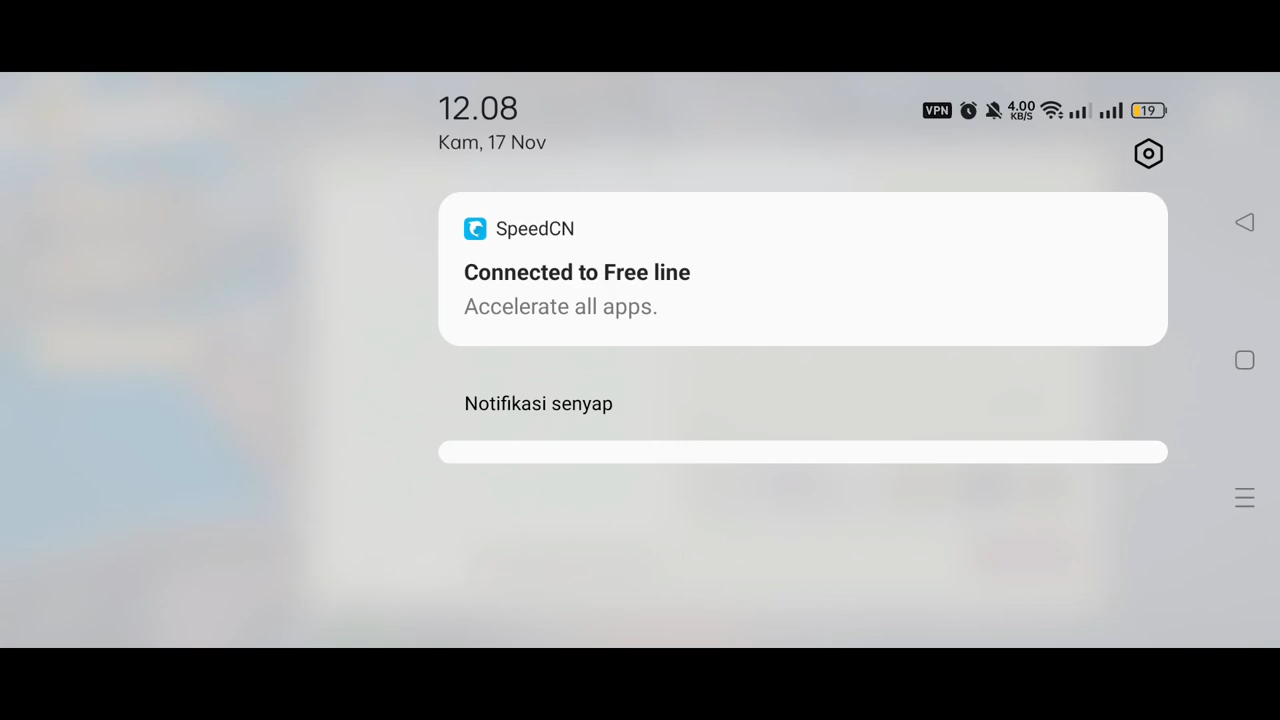 12.08
VPN 4.00 KB/S 19
Kam, 17 Nov
SpeedCN
Connected to Free line
Accelerate all apps.
Notifikasi senyap